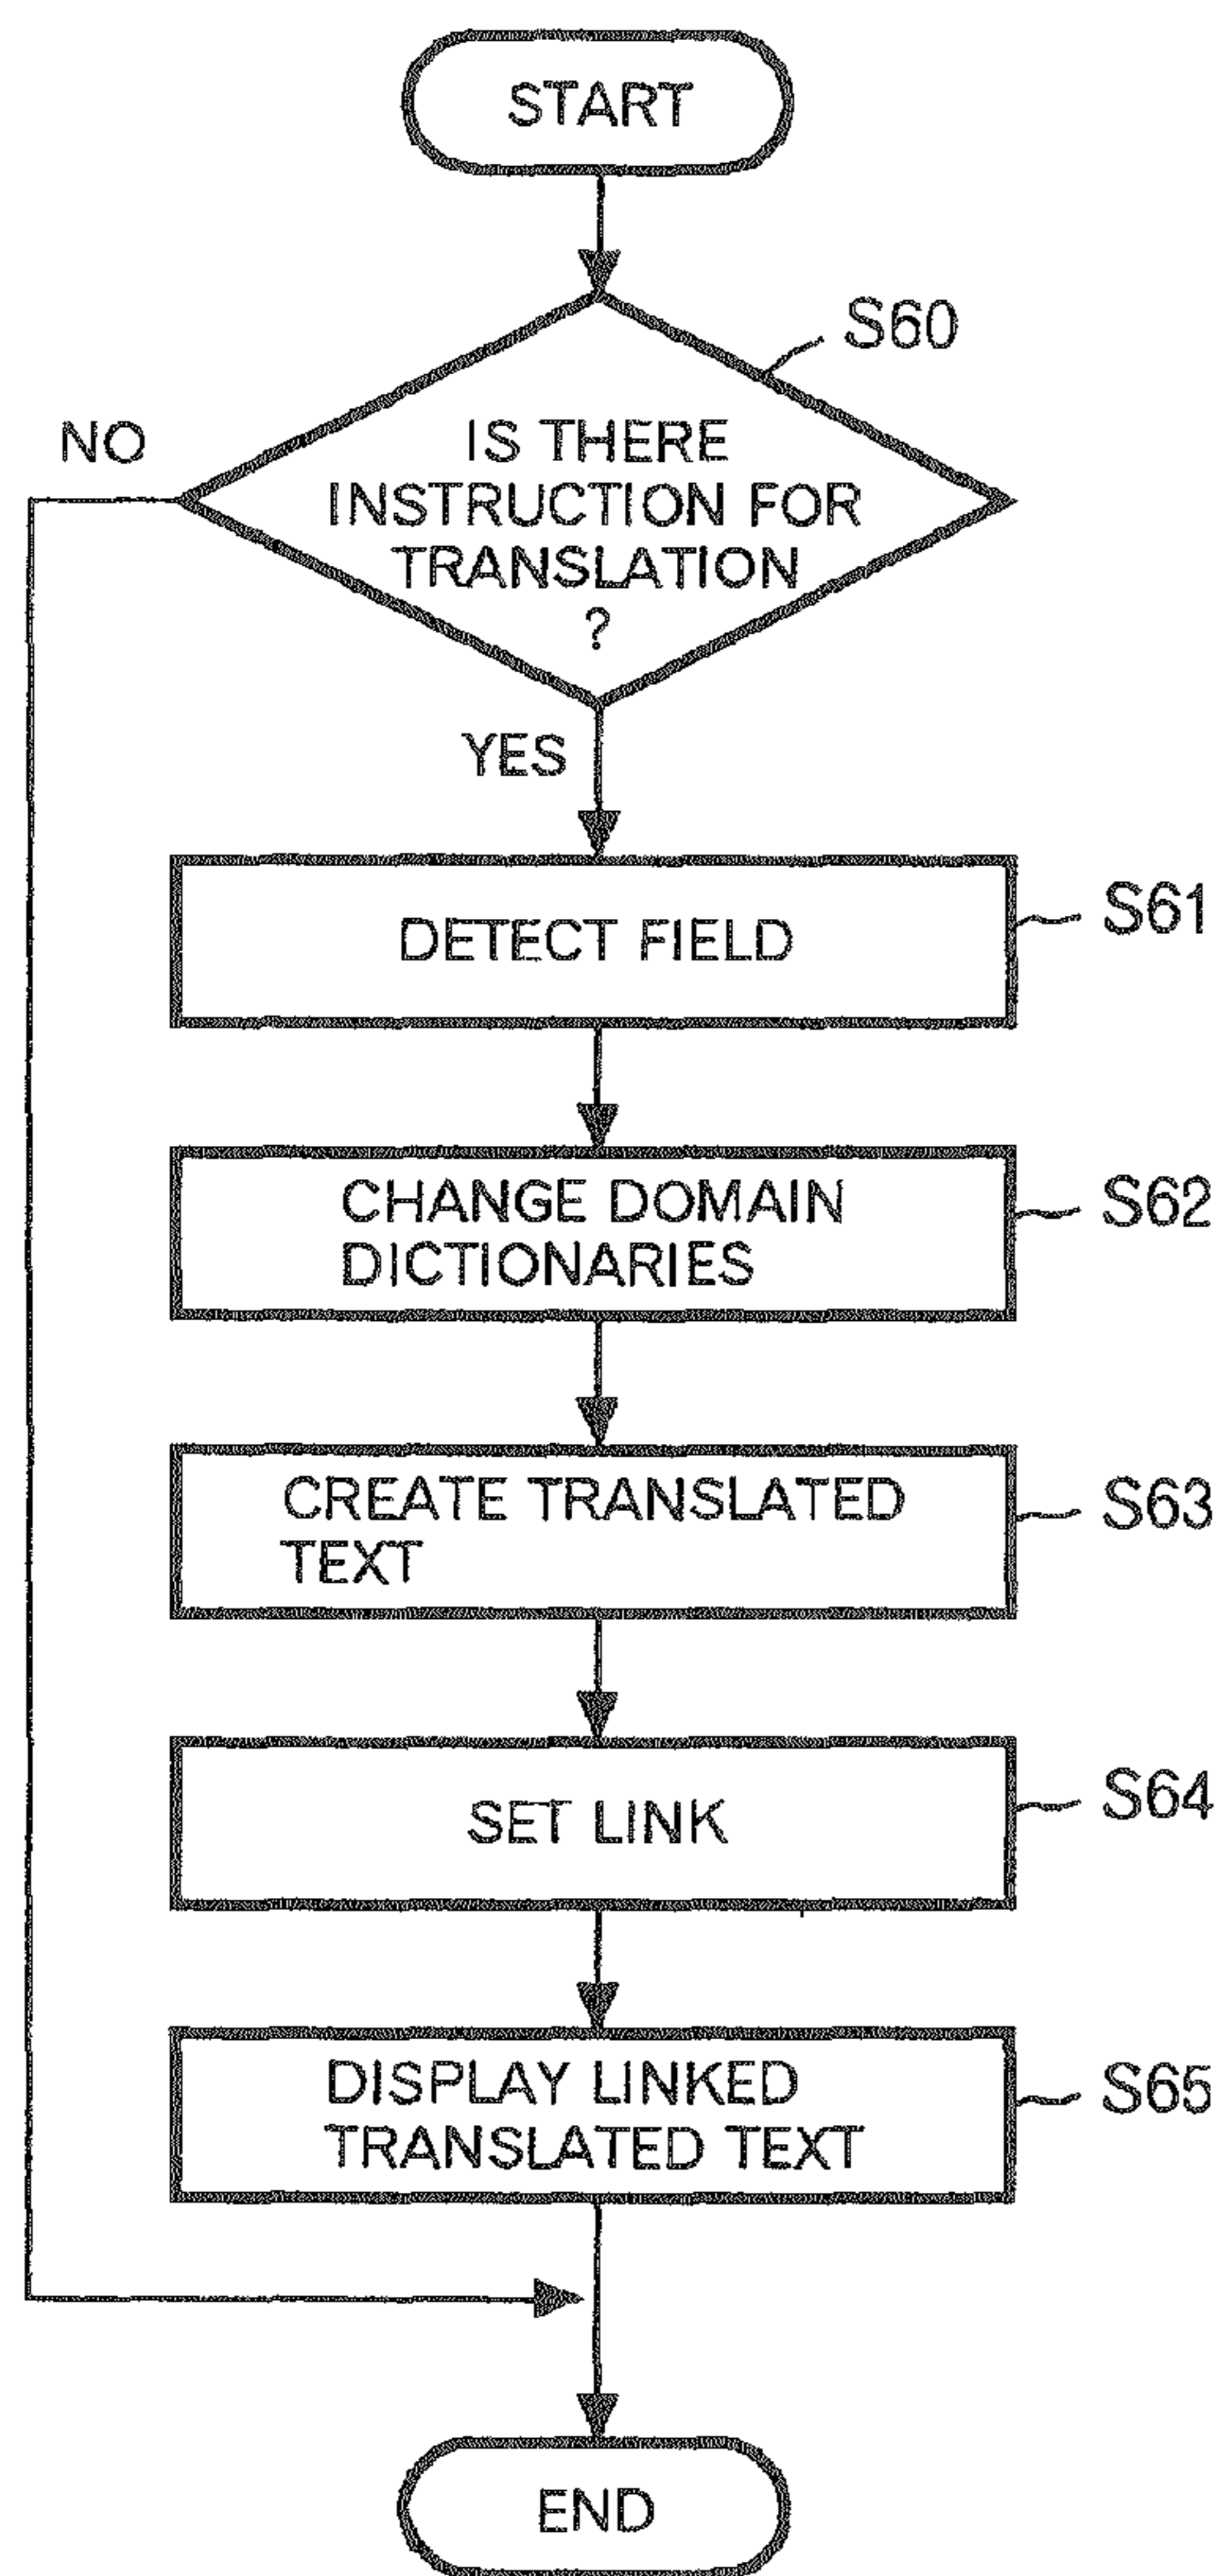 START
S60
NO
IS THERE
INSTRUCTION FOR
TRANSLATION
?
YES
DETECT FIELD
S61
CHANGE DOMAIN
DICTIONARIES
S62
CREATE TRANSLATED
TEXT
S63
SET LINK
S64
DISPLAY LINKED
TRANSLATED TEXT
S65
END